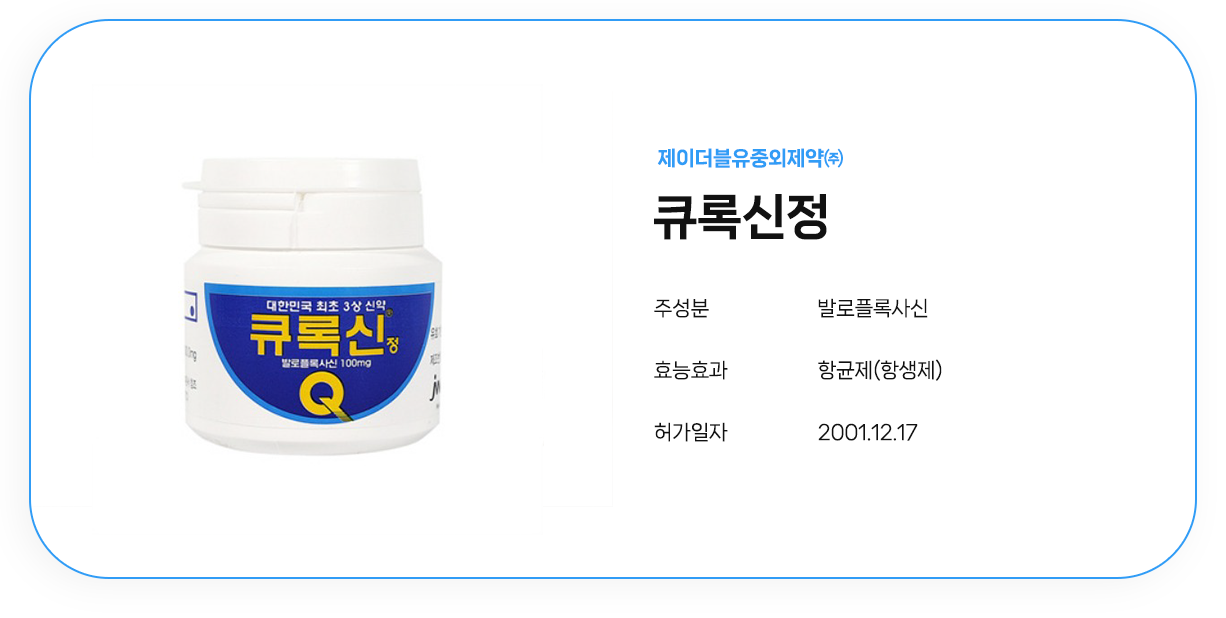 제이더블유중외제약㈜
큐록신정
주성분 발로플록사신
효능효과 항균제(항생제)
허가일자 2001.12.17
대한민국 최초 3상 신약
큐록신®정
발로플록사신 100mg
Q